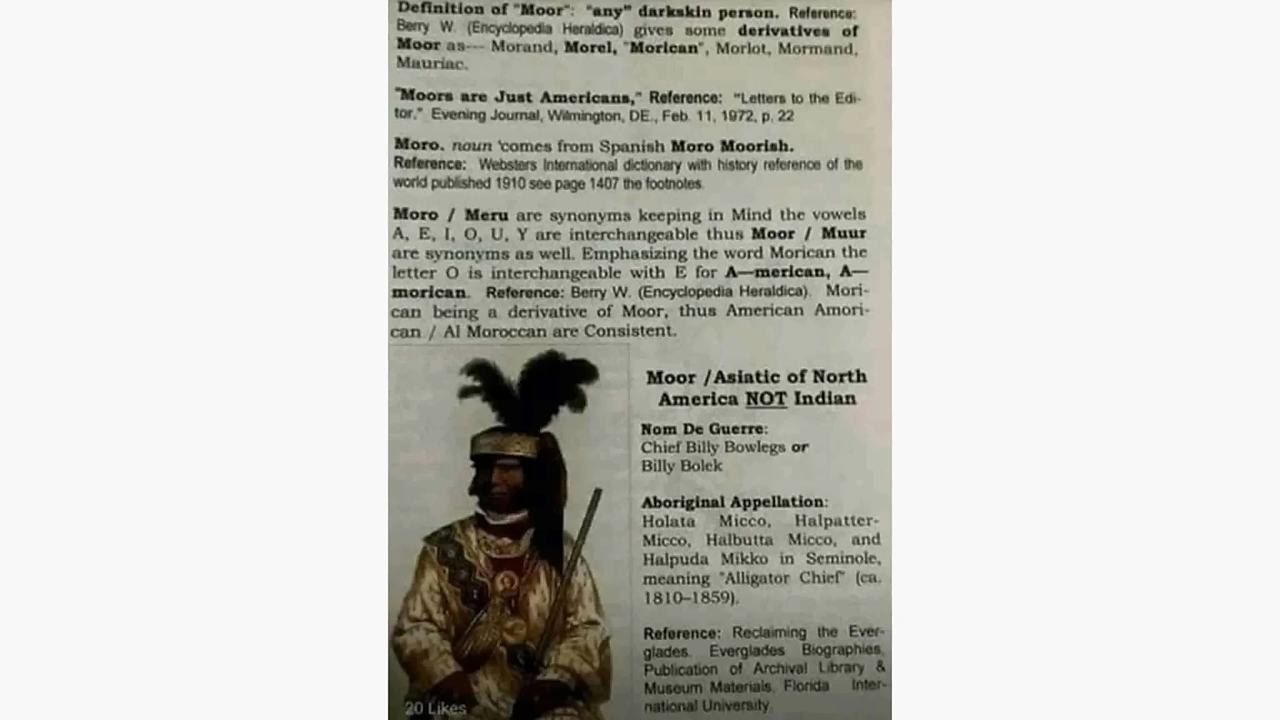 Definition of "Moor": "any" darkskin person. Reference:
Berry W. (Encyclopedia Heraldica) gives some derivatives of
Moor as--- Morand, Morel, "Morican", Morlot, Mormand,
Mauriac.
"Moors are Just Americans," Reference: "Letters to the Edi-
tor." Evening Journal, Wilmington, DE., Feb. 11, 1972, p. 22
Moro. noun 'comes from Spanish Moro Moorish.
Reference: Websters International dictionary with history reference of the
world published 1910 see page 1407 the footnotes.
Moro / Meru are synonyms keeping in Mind the vowels
A, E, I, O, U, Y are interchangeable thus Moor / Muur
are synonyms as well. Emphasizing the word Morican the
letter O is interchangeable with E for A—merican, A—
morican. Reference: Berry W. (Encyclopedia Heraldica). Mori-
can being a derivative of Moor, thus American Amori-
can / Al Moroccan are Consistent.
Moor /Asiatic of North
America NOT Indian
Nom De Guerre:
Chief Billy Bowlegs or
Billy Bolek
Aboriginal Appellation:
Holata Micco, Halpatter-
Micco, Halbutta Micco, and
Halpuda Mikko in Seminole,
meaning "Alligator Chief" (ca.
1810–1859).
Reference: Reclaiming the Ever-
glades. Everglades Biographies,
Publication of Archival Library &
Museum Materials, Florida Inter-
national University.
20 Likes